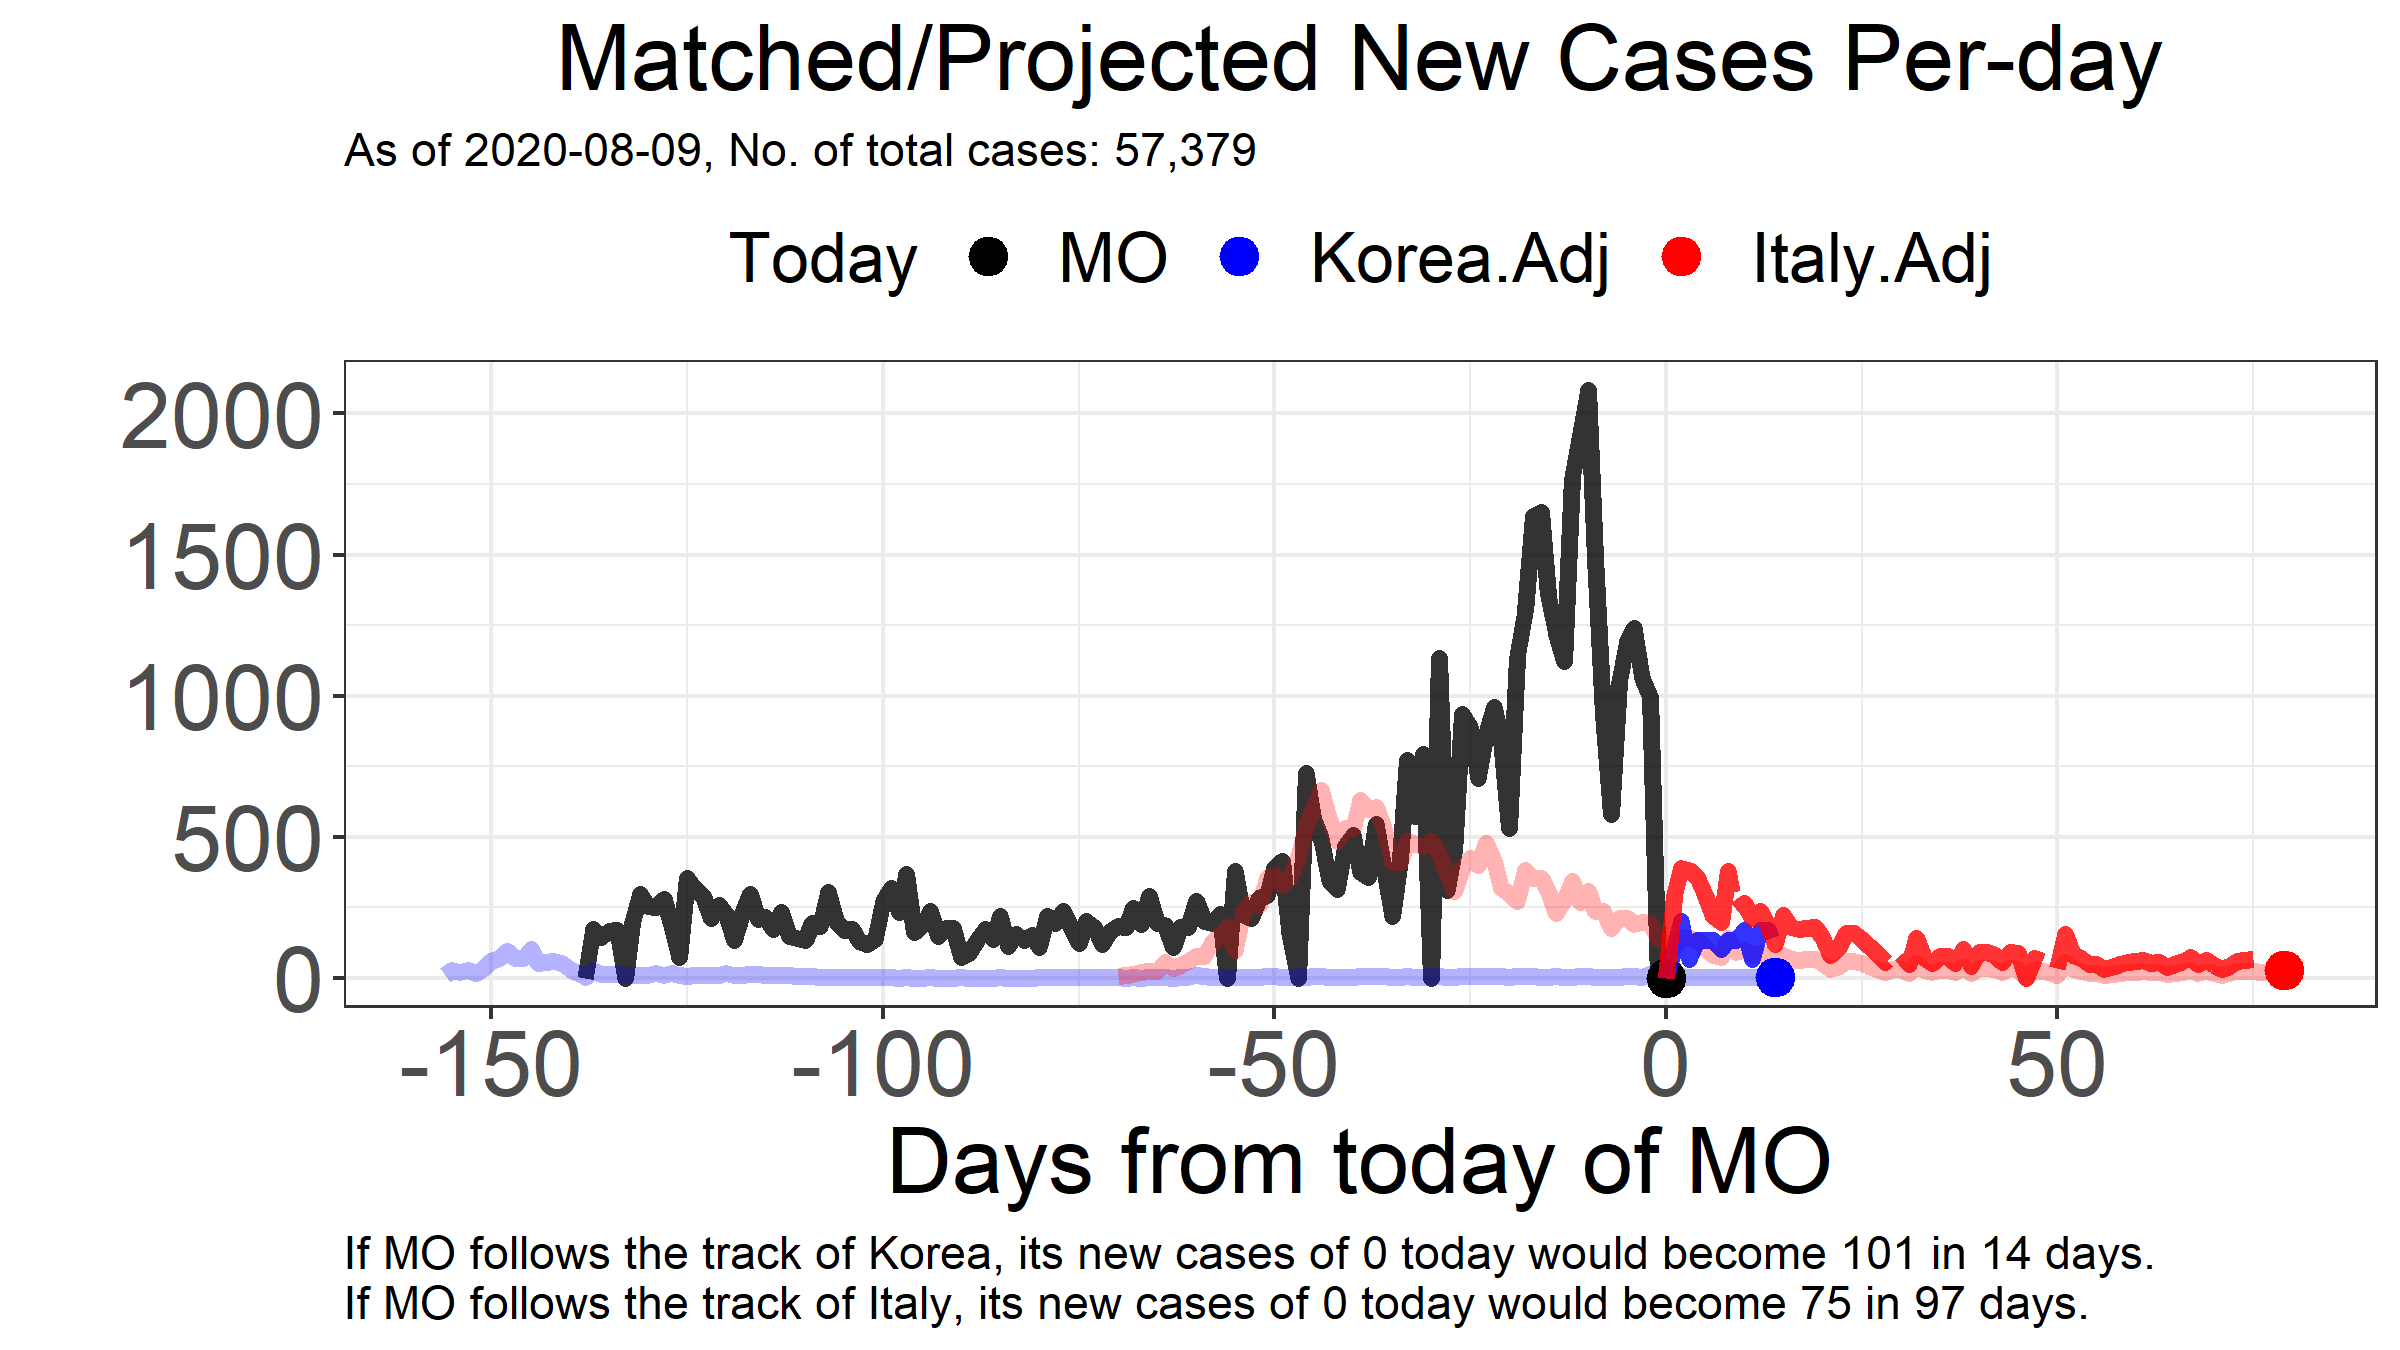 Matched/Projected New Cases Per-day
As of 2020-08-09, No. of total cases: 57,379
Today MO Korea.Adj Italy.Adj
2000
1500
1000
500
0
-150 -100 -50 0 50
Days from today of MO
If MO follows the track of Korea, its new cases of 0 today would become 101 in 14 days.
If MO follows the track of Italy, its new cases of 0 today would become 75 in 97 days.